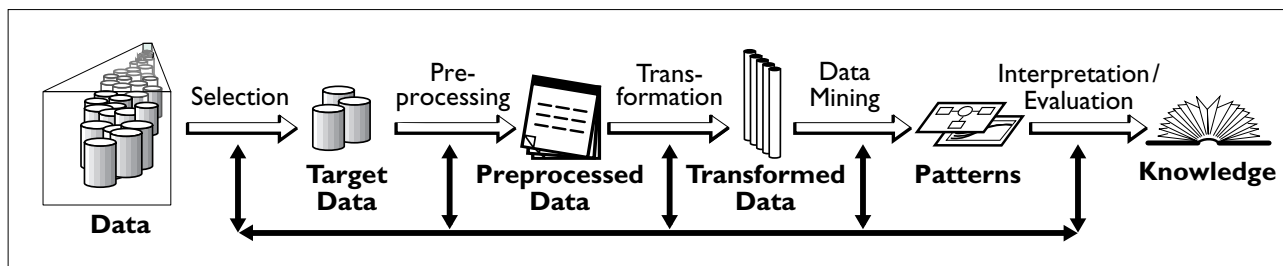 Selection
Pre-
processing
Trans-
formation
Data
Mining
Interpretation/
Evaluation
Data
Target
Data
Preprocessed
Data
Transformed
Data
Patterns
Knowledge